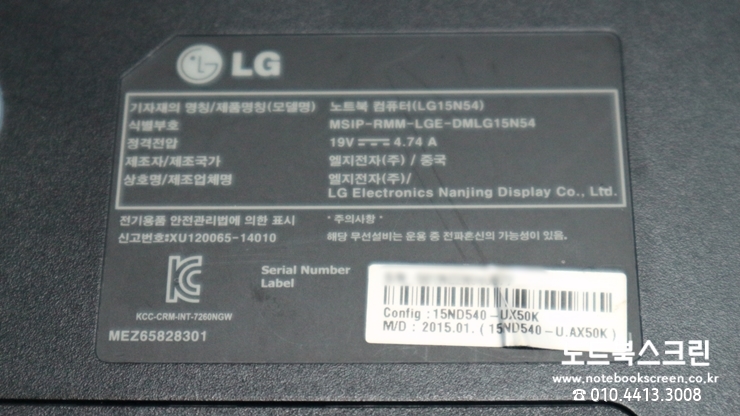 LG
기자재의 명칭/제품명칭(모델명) 노트북 컴퓨터(LG15N54)
식별부호 MSIP-RMM-LGE-DMLG15N54
정격전압 19V 4.74 A
제조자/제조국가 엘지전자(주) / 중국
상호명/제조업체명 엘지전자(주)/
LG Electronics Nanjing Display Co., Ltd.
전기용품 안전관리법에 의한 표시 * 주의사항 *
신고번호:XU120065-14010 해당 무선설비는 운용 중 전파혼신의 가능성이 있음.
KCC-CRM-INT-7260NGW
MEZ65828301
Serial Number
Label
Config : 15ND540-UX50K
M/D : 2015.01. ( 15ND540-U.AX50K )
노트북스크린
www.notebookscreen.co.kr
☎ 010.4413.3008